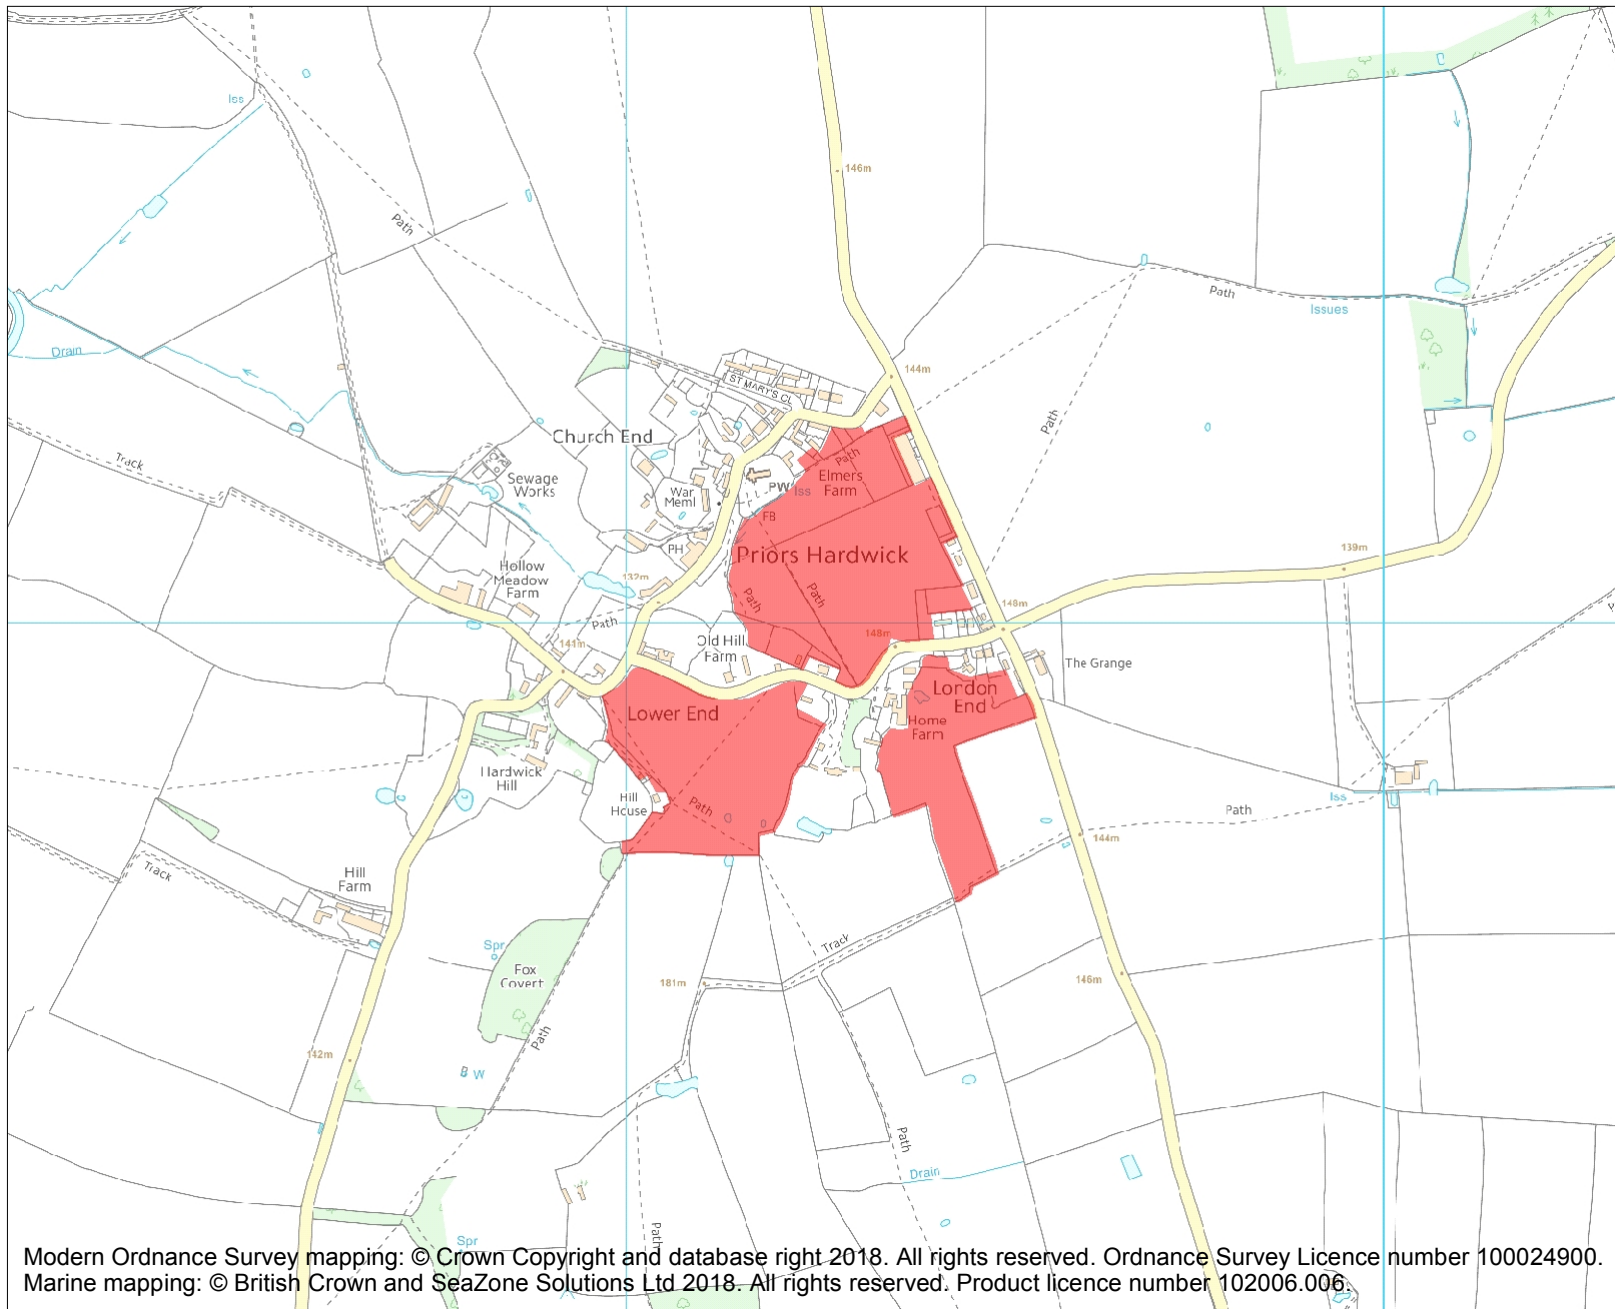 Iss
146m
Path
Path
Issues
Drain
144m
ST MARY'S CL
Path
Church End
Track
Path
Elmers
Farm
Sewage
Works
War
Meml
PW
Iss
FB
Priors Hardwick
PH
139m
Hollow
Meadow
Farm
132m
Path
Path
148m
Path
148m
141m
Old Hill
Farm
The Grange
London
End
Lower End
Home
Farm
Hardwick
Hill
Hill
House
Path
Iss
Path
144m
Track
Hill
Farm
Track
Spr
Fox
Covert
181m
146m
Path
142m
B W
Path
Drain
Path
Spr
Modern Ordnance Survey mapping: © Crown Copyright and database right 2018. All rights reserved. Ordnance Survey Licence number 100024900.
Marine mapping: © British Crown and SeaZone Solutions Ltd 2018. All rights reserved. Product licence number 102006.006.